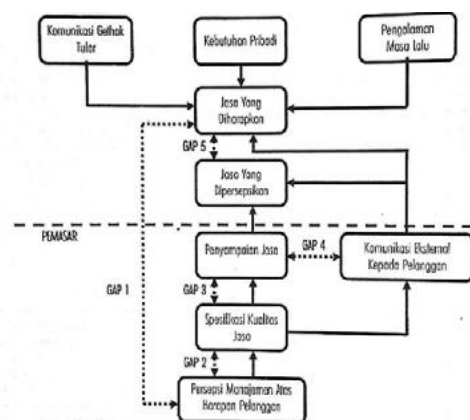 Komunikasi Gethok
Tular
Kebutuhan Pribadi
Pengalaman
Masa Lalu
Jasa Yang
Diharapkan
GAP 5
Jasa Yang
Dipersepsikan
PEMASAR
Penyampaian Jasa
GAP 4
Komunikasi Eksternal
Kepada Pelanggan
GAP 1
GAP 3
Spesifikasi Kualitas
Jasa
GAP 2
Persepsi Manajemen Atas
Harapan Pelanggan